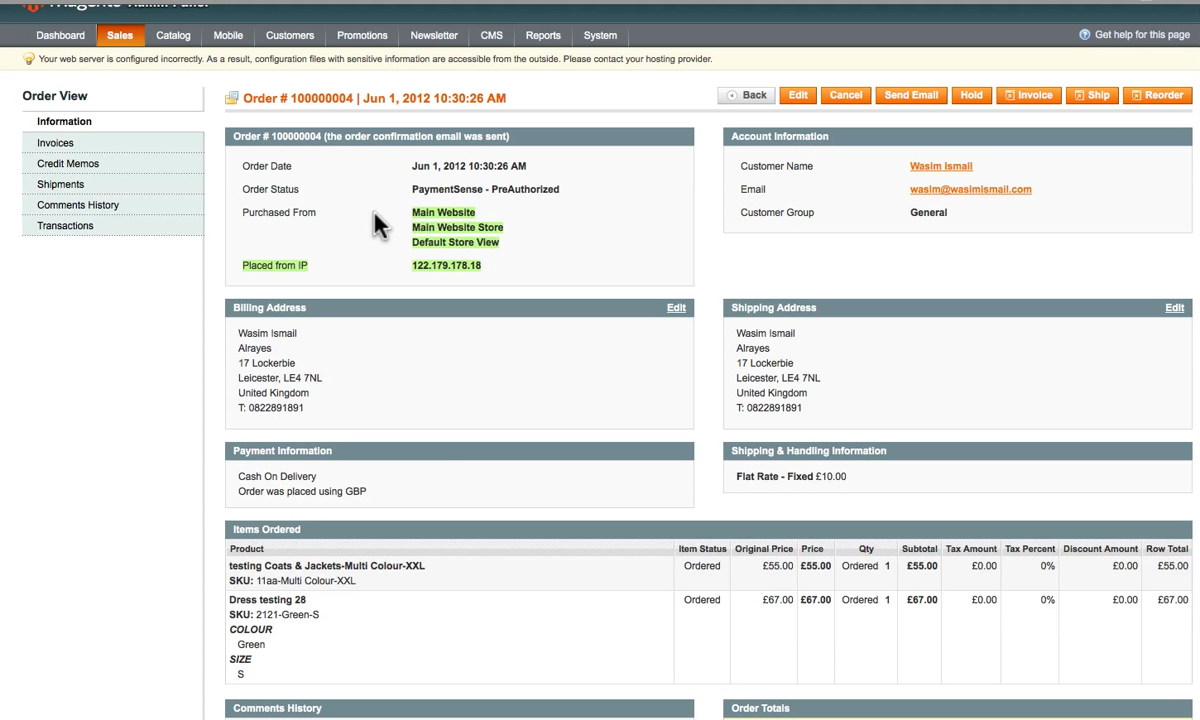 Dashboard Sales Catalog Mobile Customers Promotions Newsletter CMS Reports System Get help for this page
Your web server is configured incorrectly. As a result, configuration files with sensitive information are accessible from the outside. Please contact your hosting provider.
Order View
Information
Invoices
Credit Memos
Shipments
Comments History
Transactions
Order # 100000004 | Jun 1, 2012 10:30:26 AM
Back Edit Cancel Send Email Hold Invoice Ship Reorder
Order # 100000004 (the order confirmation email was sent)
Order Date Jun 1, 2012 10:30:26 AM
Order Status PaymentSense - PreAuthorized
Purchased From Main Website
Main Website Store
Default Store View
Placed from IP 122.179.178.18
Account Information
Customer Name Wasim Ismail
Email wasim@wasimismail.com
Customer Group General
Billing Address Edit
Wasim Ismail
Alrayes
17 Lockerbie
Leicester, LE4 7NL
United Kingdom
T: 0822891891
Shipping Address Edit
Wasim Ismail
Alrayes
17 Lockerbie
Leicester, LE4 7NL
United Kingdom
T: 0822891891
Payment Information
Cash On Delivery
Order was placed using GBP
Shipping & Handling Information
Flat Rate - Fixed £10.00
Items Ordered
Product Item Status Original Price Price Qty Subtotal Tax Amount Tax Percent Discount Amount Row Total
testing Coats & Jackets-Multi Colour-XXL Ordered £55.00 £55.00 Ordered 1 £55.00 £0.00 0% £0.00 £55.00
SKU: 11aa-Multi Colour-XXL
Dress testing 28 Ordered £67.00 £67.00 Ordered 1 £67.00 £0.00 0% £0.00 £67.00
SKU: 2121-Green-S
COLOUR
Green
SIZE
S
Comments History
Order Totals